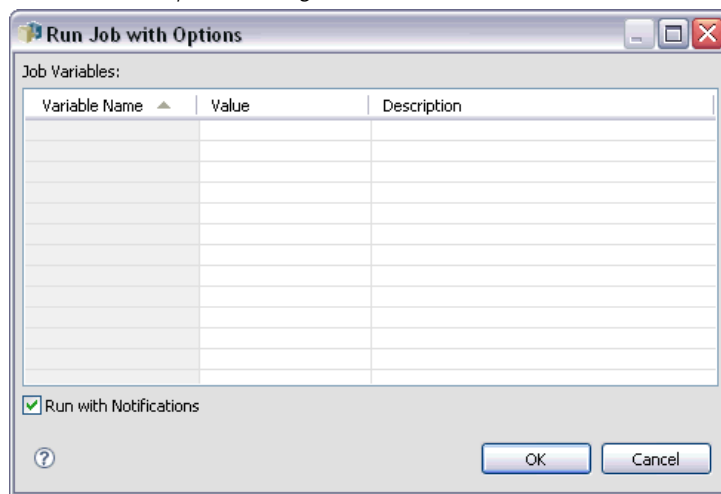 Run Job with Options
Job Variables:
Variable Name Value Description
Run with Notifications
OK Cancel